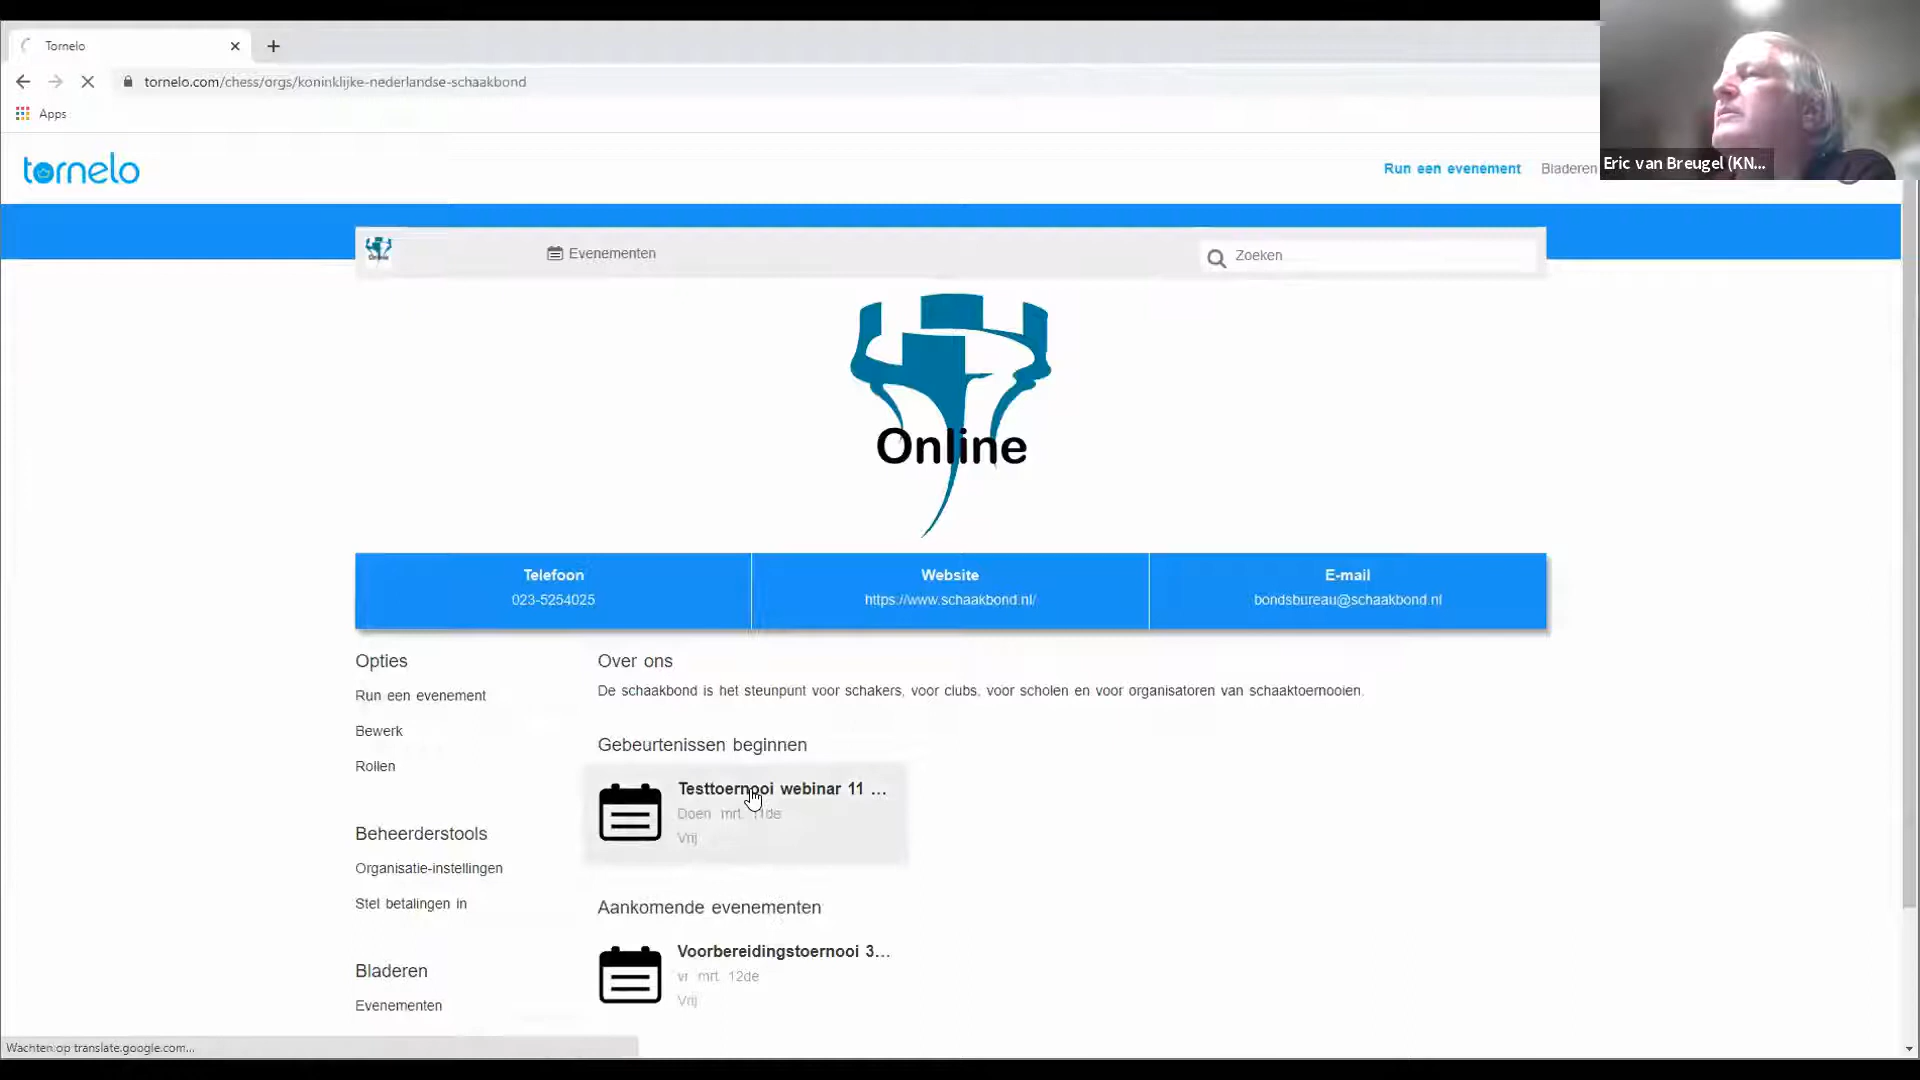 Tornelo
tornelo.com/chess/orgs/koninklijke-nederlandse-schaakbond
Apps
tornelo
Run een evenement
Bladeren
Eric van Breugel (KN...
Online
Evenementen
Zoeken
Online
Telefoon
023-5254025
Website
https://www.schaakbond.nl/
E-mail
bondsbureau@schaakbond.nl
Opties
Run een evenement
Bewerk
Rollen
Beheerderstools
Organisatie-instellingen
Stel betalingen in
Bladeren
Evenementen
Over ons
De schaakbond is het steunpunt voor schakers, voor clubs, voor scholen en voor organisatoren van schaaktoernooien.
Gebeurtenissen beginnen
Testtoernooi webinar 11 ...
Doen mrt. 11de
Vrij
Aankomende evenementen
Voorbereidingstoernooi 3...
vr mrt. 12de
Vrij
Wachten op translate.google.com...